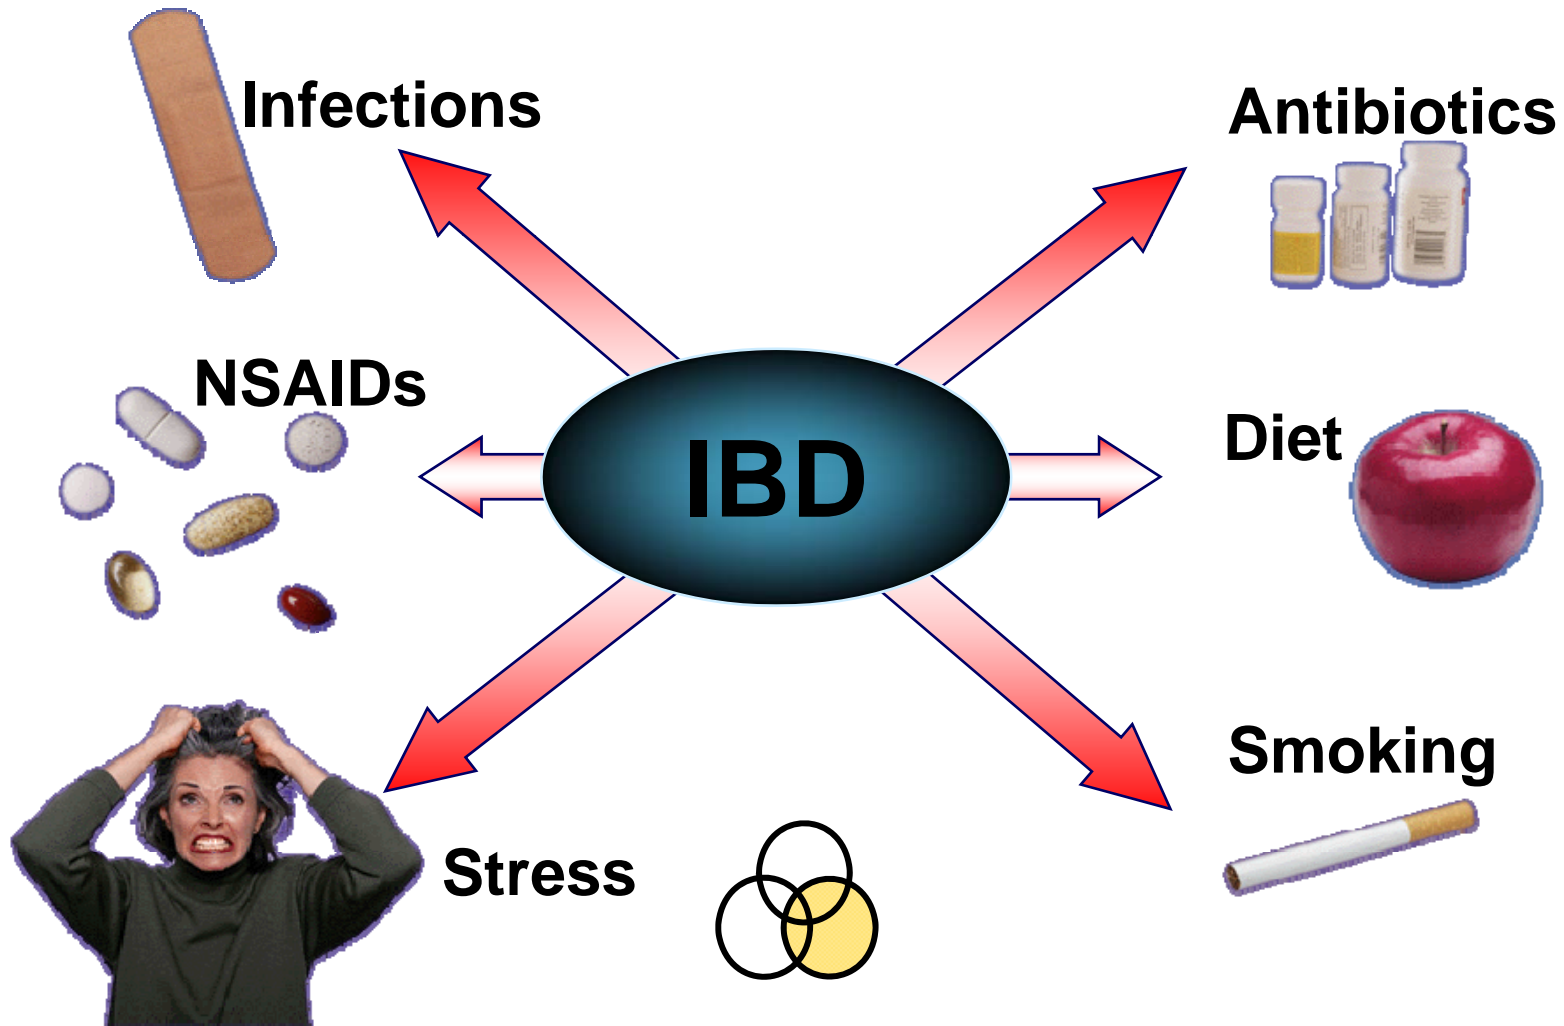 Infections
Antibiotics
NSAIDs
Diet
IBD
Smoking
Stress